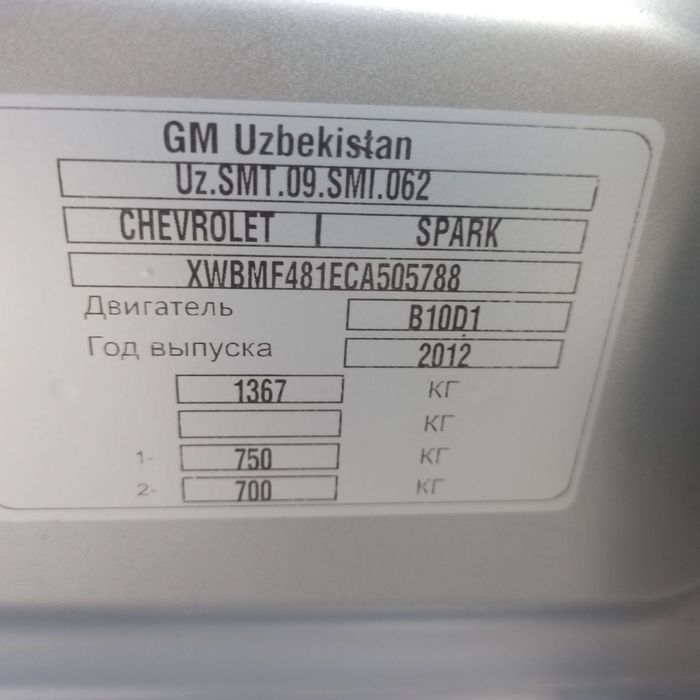 GM Uzbekistan
Uz.SMT.09.SMI.062
CHEVROLET | SPARK
XWBMF481ECA505788
Двигатель B10D1
Год выпуска 2012
1367 КГ
КГ
1- 750 КГ
2- 700 КГ